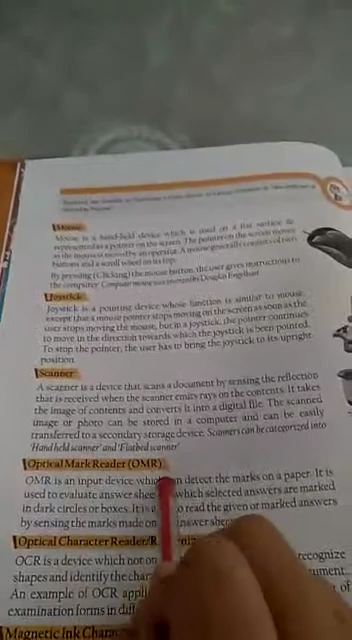 Mouse
Mouse is a hand-held device which is used on a flat surface is
represented as a pointer on the screen. The pointer on the screen moves
as the mouse is moved by an operator. A mouse generally consists of two
buttons and a scroll wheel on its top.
By pressing (Clicking) the mouse button, the user gives instruction to
the computer. Computer mouse was invented by Douglas Engelbart
Joystick
Joystick is a pointing device whose function is similar to mouse
except that a mouse pointer stops moving on the screen as soon as the
user stops moving the mouse, but in a joystick, the pointer continues
to move in the direction towards which the joystick is been pointed.
To stop the pointer, the user has to bring the joystick to its upright
position.
Scanner
A scanner is a device that scans a document by sensing the reflection
that is received when the scanner emits rays on the contents. It takes
the image of contents and converts it into a digital file. The scanned
image or photo can be stored in a computer and can be easily
transferred to a secondary storage device. Scanners can be categorized into
'Hand held scanner' and 'Flatbed scanner'
Optical Mark Reader (OMR)
OMR is an input device detect the marks on a paper. It is
used to evaluate answer which selected answers are marked
in dark circles or boxes. It is to read the given or marked answers
by sensing the marks made on answer
Optical Character Reader/
OCR is a device which not on recognize
shapes and identify the
An example of OCR of
examination forms in
Magnetic Ink